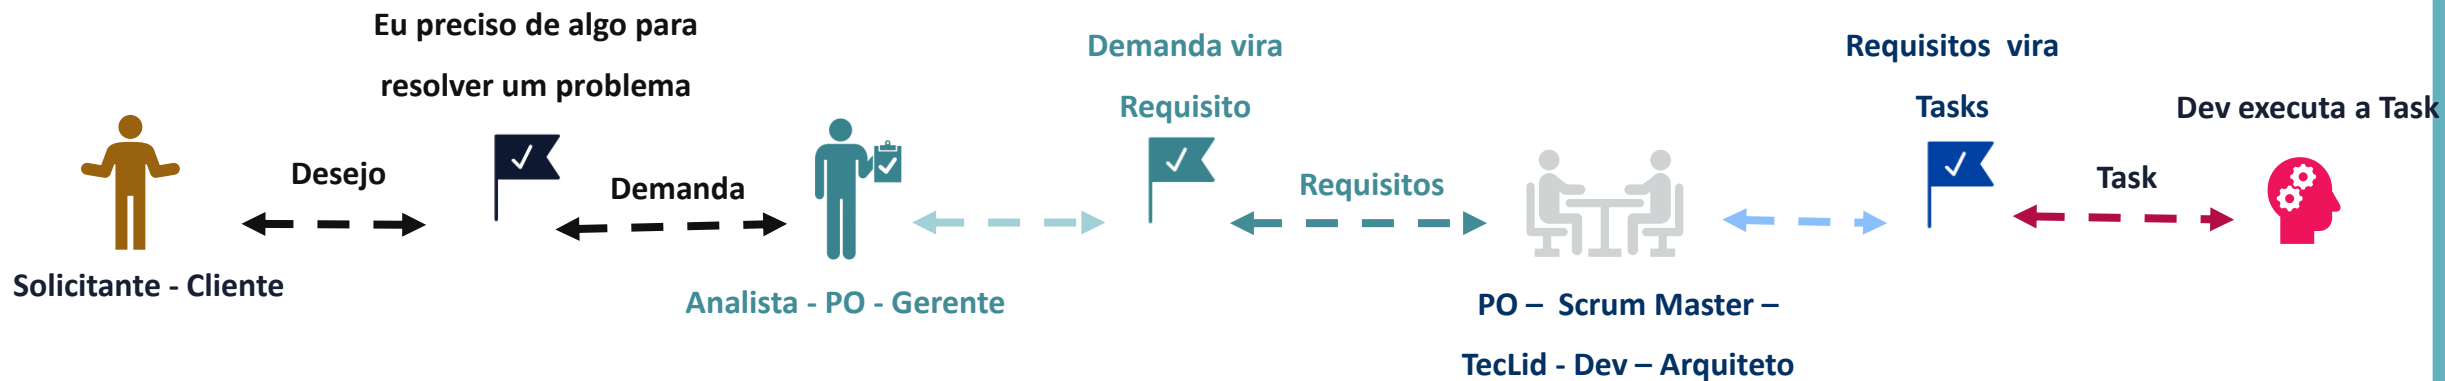 Eu preciso de algo para
resolver um problema
Desejo
Demanda
Solicitante - Cliente
Analista - PO - Gerente
Demanda vira
Requisito
Requisitos
PO – Scrum Master –
TecLid - Dev – Arquiteto
Requisitos vira
Tasks
Task
Dev executa a Task